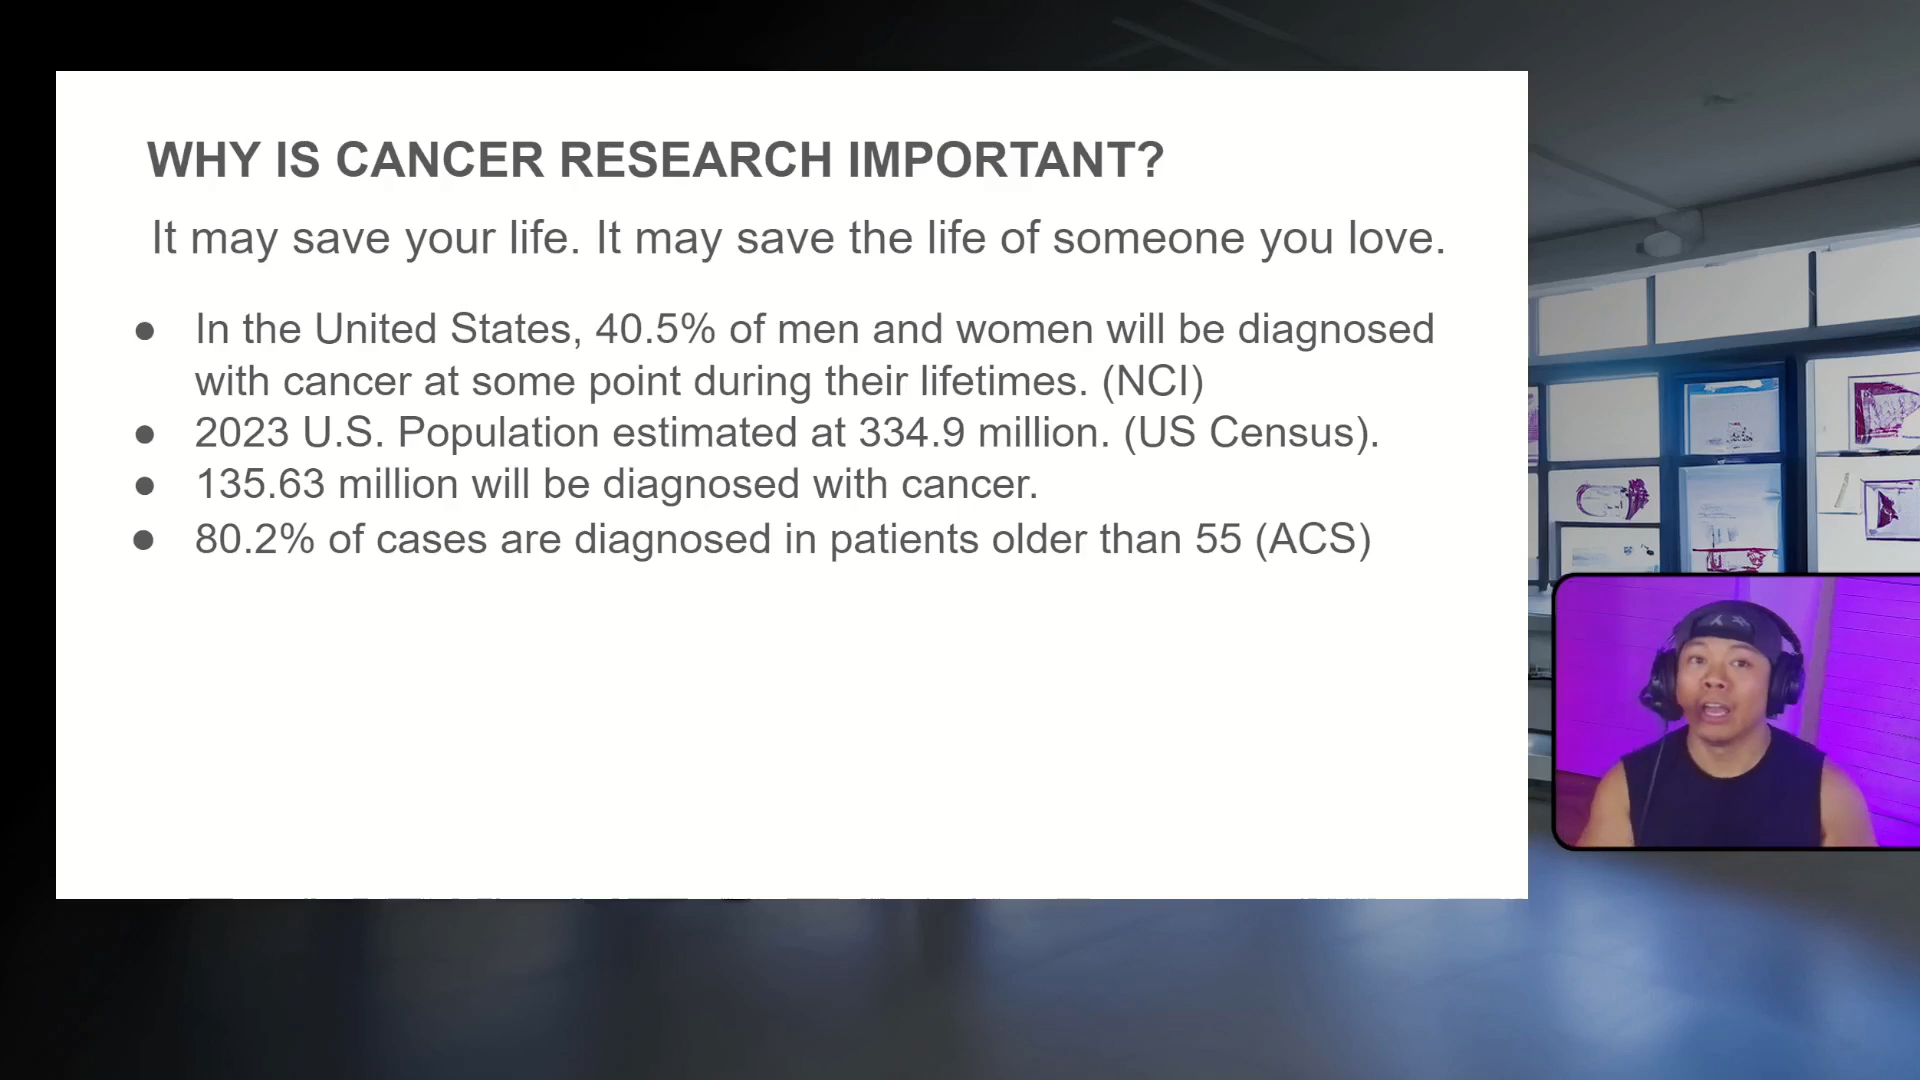 WHY IS CANCER RESEARCH IMPORTANT?
It may save your life. It may save the life of someone you love.
● In the United States, 40.5% of men and women will be diagnosed
with cancer at some point during their lifetimes. (NCI)
● 2023 U.S. Population estimated at 334.9 million. (US Census).
● 135.63 million will be diagnosed with cancer.
● 80.2% of cases are diagnosed in patients older than 55 (ACS)